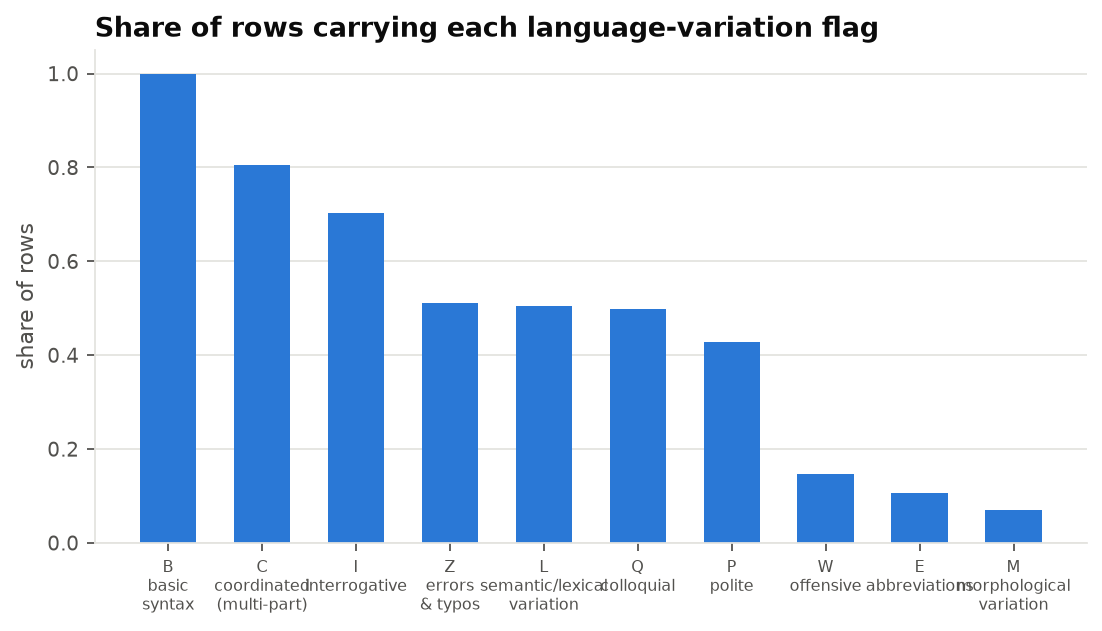 Share of rows carrying each language-variation flag
share of rows
1.0
0.8
0.6
0.4
0.2
0.0
B
basic
syntax
C
coordinated
(multi-part)
I
interrogative
Z
errors
& typos
L
semantic/lexical
variation
Q
colloquial
P
polite
W
offensive
E
abbreviations
M
morphological
variation